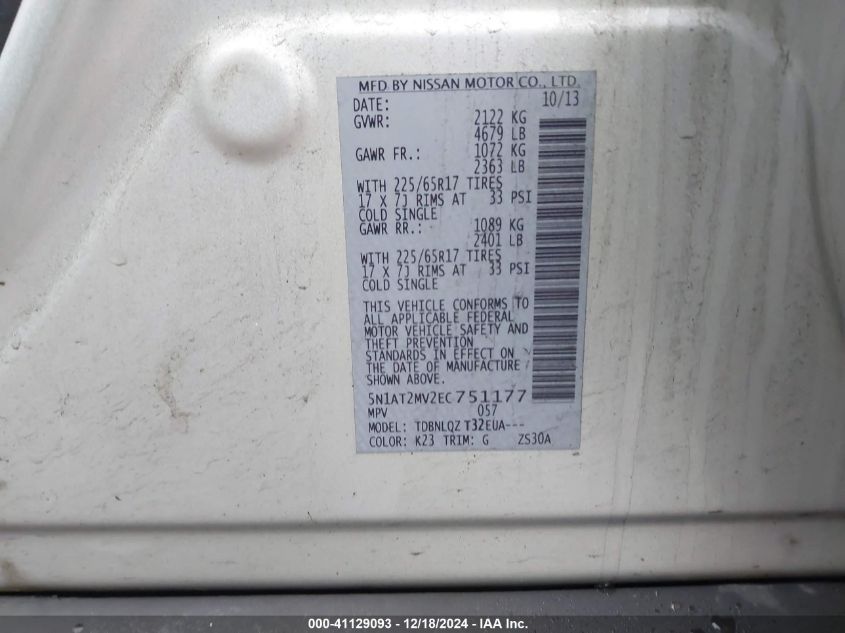 MFD BY NISSAN MOTOR CO., LTD.
DATE: 10/13
GVWR: 2122 KG
4679 LB
GAWR FR.: 1072 KG
2363 LB
WITH 225/65R17 TIRES
17 X 7J RIMS AT 33 PSI
COLD SINGLE
GAWR RR.: 1089 KG
2401 LB
WITH 225/65R17 TIRES
17 X 7J RIMS AT 33 PSI
COLD SINGLE
THIS VEHICLE CONFORMS TO
ALL APPLICABLE FEDERAL
MOTOR VEHICLE SAFETY AND
THEFT PREVENTION
STANDARDS IN EFFECT ON
THE DATE OF MANUFACTURE
SHOWN ABOVE.
5N1AT2MV2EC751177
MPV 057
MODEL: TDBNLQZ T32EUA---
COLOR: K23 TRIM: G ZS30A
000-41129093 - 12/18/2024 - www.iaai.com - Copyright IAA, Inc.